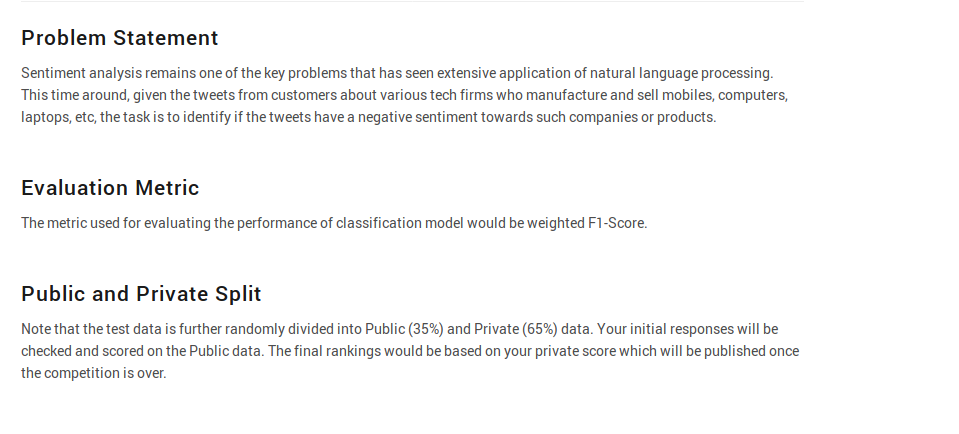 Problem Statement
Sentiment analysis remains one of the key problems that has seen extensive application of natural language processing.
This time around, given the tweets from customers about various tech firms who manufacture and sell mobiles, computers,
laptops, etc, the task is to identify if the tweets have a negative sentiment towards such companies or products.
Evaluation Metric
The metric used for evaluating the performance of classification model would be weighted F1-Score.
Public and Private Split
Note that the test data is further randomly divided into Public (35%) and Private (65%) data. Your initial responses will be
checked and scored on the Public data. The final rankings would be based on your private score which will be published once
the competition is over.